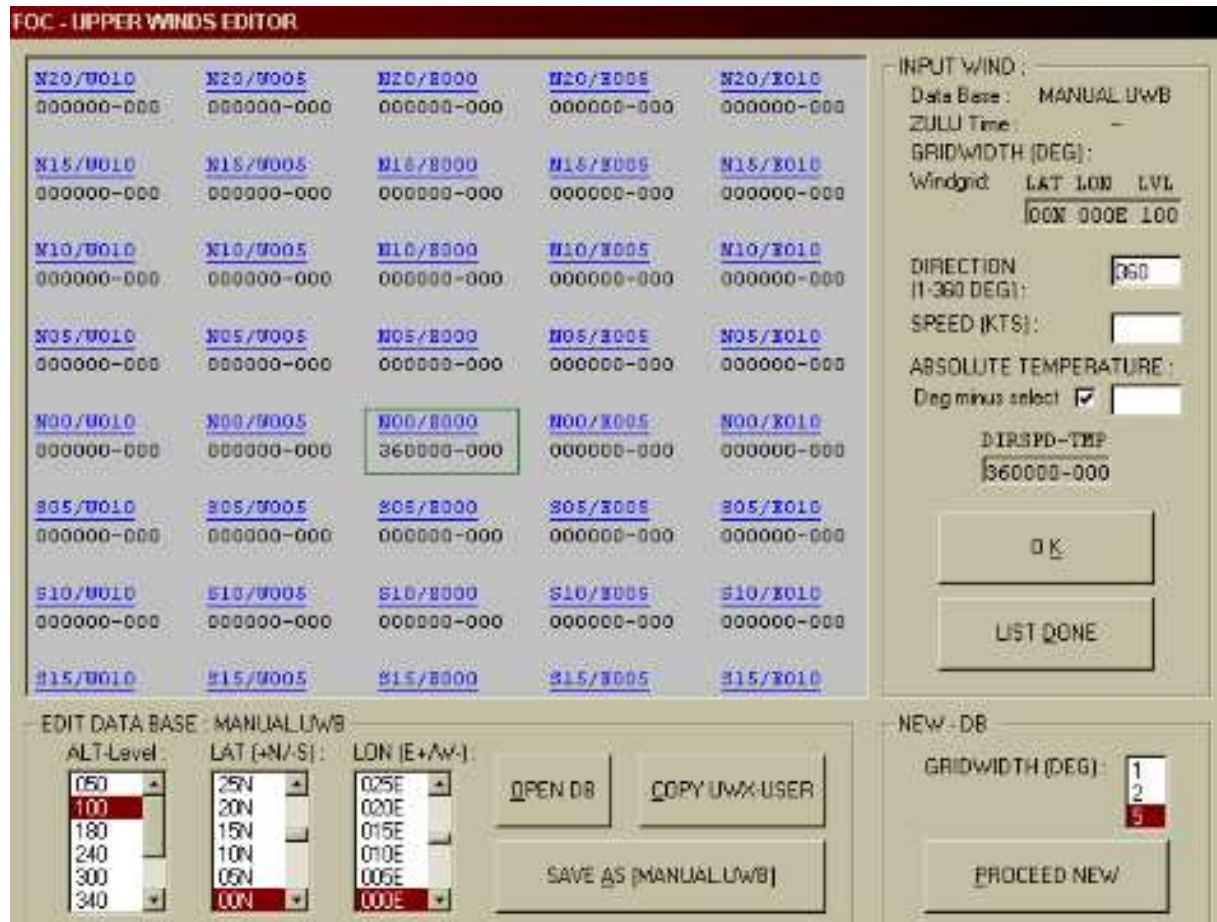 FOC - UPPER WINDS EDITOR
N20/W010 N20/W005 N20/E000 N20/E005 N20/E010
000000-000 000000-000 000000-000 000000-000 000000-000
N15/W010 N15/W005 N15/E000 N15/E005 N15/E010
000000-000 000000-000 000000-000 000000-000 000000-000
N10/W010 N10/W005 N10/E000 N10/E005 N10/E010
000000-000 000000-000 000000-000 000000-000 000000-000
N05/W010 N05/W005 N05/E000 N05/E005 N05/E010
000000-000 000000-000 000000-000 000000-000 000000-000
N00/W010 N00/W005 N00/E000 N00/E005 N00/E010
000000-000 000000-000 360000-000 000000-000 000000-000
S05/W010 S05/W005 S05/E000 S05/E005 S05/E010
000000-000 000000-000 000000-000 000000-000 000000-000
S10/W010 S10/W005 S10/E000 S10/E005 S10/E010
000000-000 000000-000 000000-000 000000-000 000000-000
S15/W010 S15/W005 S15/E000 S15/E005 S15/E010
INPUT WIND :
Data Base : MANUAL.UWB
ZULU Time : -
GRIDWIDTH (DEG) :
Windgrid: LAT LON LVL
00N 000E 100
DIRECTION 360
(1-360 DEG) :
SPEED (KTS) :
ABSOLUTE TEMPERATURE :
Deg minus select
DIRSPD-TMP
360000-000
O K
LIST DONE
EDIT DATA BASE : MANUAL.UWB
ALT-Level : LAT (+N/-S) : LON (E+/W-) :
050 25N 025E
100 20N 020E
180 15N 015E
240 10N 010E
300 05N 005E
340 00N 000E
OPEN DB COPY UWX-USER
SAVE AS [MANUAL.UWB]
NEW - DB
GRIDWIDTH (DEG) : 1
2
5
PROCEED NEW